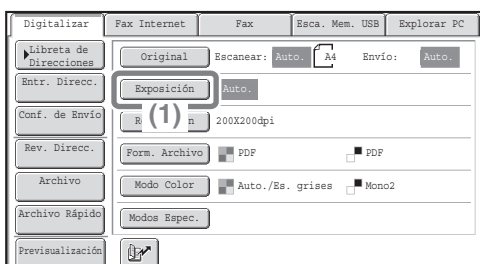 Digitalizar Fax Internet Fax Esca. Mem. USB Explorar PC
Libreta de Direcciones
Original Escanear: Auto. A4 Envío: Auto.
Entr. Direcc.
Exposición Auto.
Conf. de Envío
(1) 200X200dpi
Rev. Direcc.
Form. Archivo PDF PDF
Archivo
Modo Color Auto./Es. grises Mono2
Archivo Rápido
Modos Espec.
Previsualización